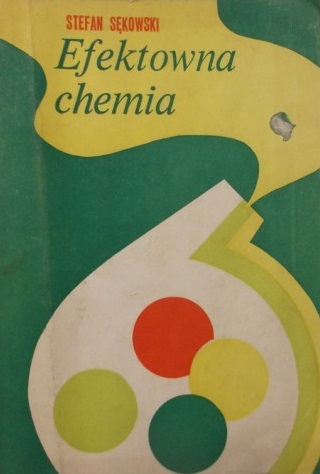 STEFAN SĘKOWSKI
Efektowna
chemia